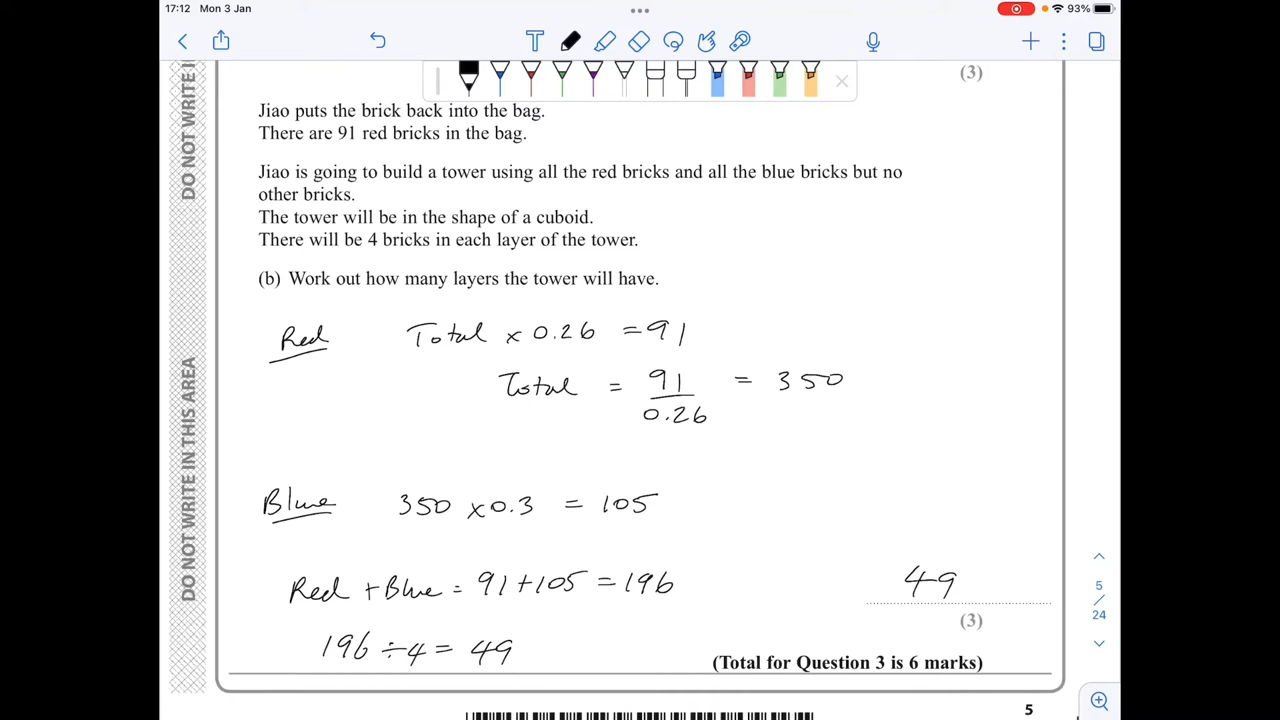 17:12 Mon 3 Jan
93%
(3)
DO NOT WRITE I
Jiao puts the brick back into the bag.
There are 91 red bricks in the bag.
Jiao is going to build a tower using all the red bricks and all the blue bricks but no
other bricks.
The tower will be in the shape of a cuboid.
There will be 4 bricks in each layer of the tower.
(b) Work out how many layers the tower will have.
Red Total × 0.26 = 91
Total = 91/0.26 = 350
DO NOT WRITE IN THIS AREA
Blue 350 × 0.3 = 105
Red + Blue = 91 + 105 = 196
49
196 ÷ 4 = 49
(3)
(Total for Question 3 is 6 marks)
5
5
/
24